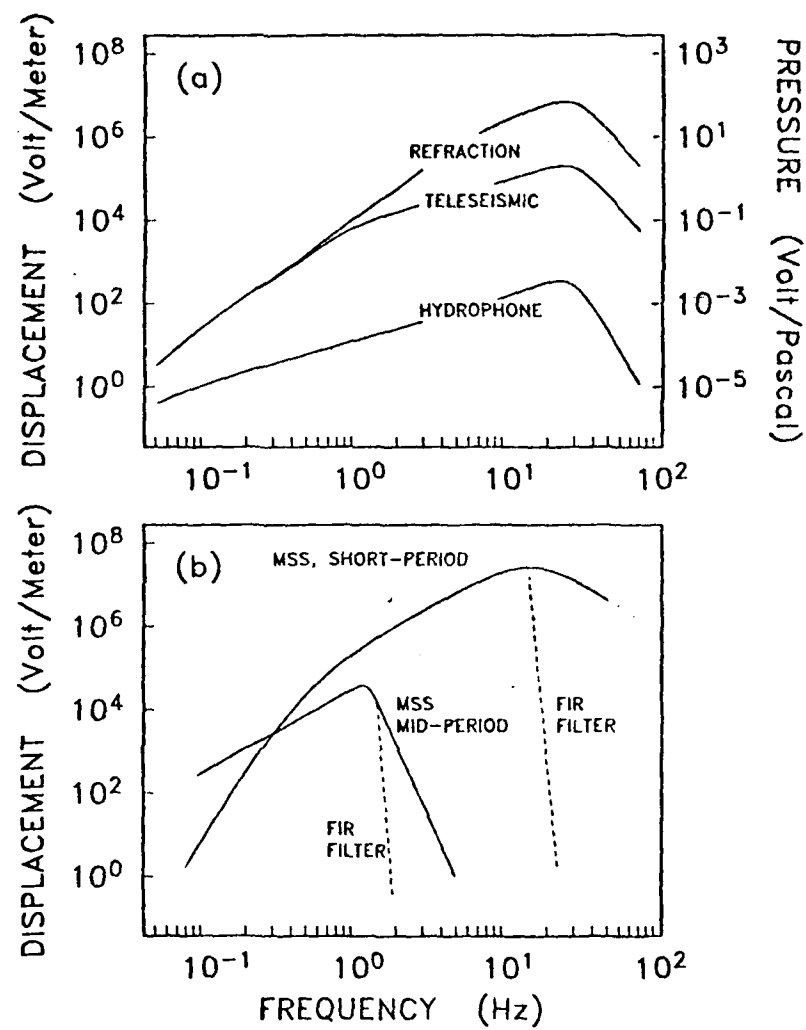 (a)
DISPLACEMENT (Volt/Meter)
10^8
10^6
10^4
10^2
10^0
REFRACTION
TELESEISMIC
HYDROPHONE
10^3
10^1
10^-1
10^-3
10^-5
PRESSURE (Volt/Pascal)
10^-1
10^0
10^1
10^2
(b)
DISPLACEMENT (Volt/Meter)
10^8
10^6
10^4
10^2
10^0
MSS, SHORT-PERIOD
MSS
MID-PERIOD
FIR
FILTER
FIR
FILTER
10^-1
10^0
10^1
10^2
FREQUENCY (Hz)